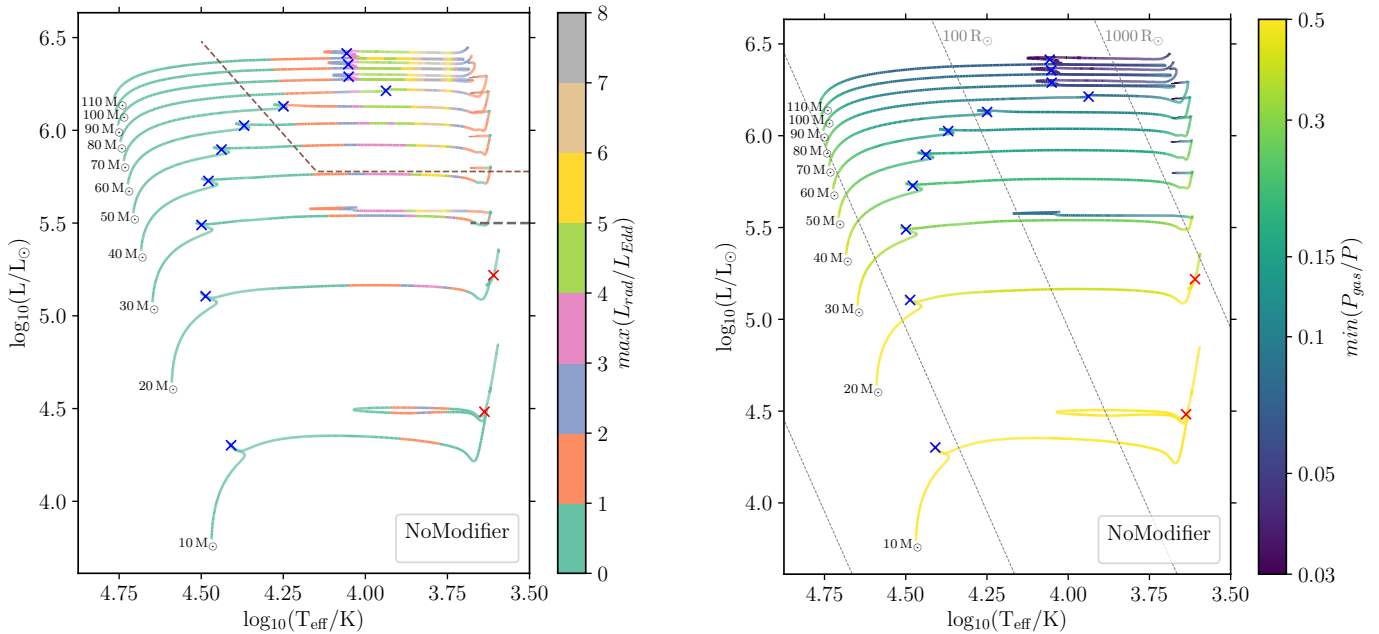 6.5
6.0
5.5
5.0
4.5
4.0
log₁₀(L/L☉)
110 M☉
100 M☉
90 M☉
80 M☉
70 M☉
60 M☉
50 M☉
40 M☉
30 M☉
20 M☉
10 M☉
NoModifier
4.75
4.50
4.25
4.00
3.75
3.50
log₁₀(T_eff/K)
8
7
6
5
4
3
2
1
0
max(L_rad/L_Edd)
6.5
6.0
5.5
5.0
4.5
4.0
log₁₀(L/L☉)
100 R☉
1000 R☉
110 M☉
100 M☉
90 M☉
80 M☉
70 M☉
60 M☉
50 M☉
40 M☉
30 M☉
20 M☉
10 M☉
NoModifier
4.75
4.50
4.25
4.00
3.75
3.50
log₁₀(T_eff/K)
0.5
0.3
0.15
0.1
0.05
0.03
min(P_gas/P)